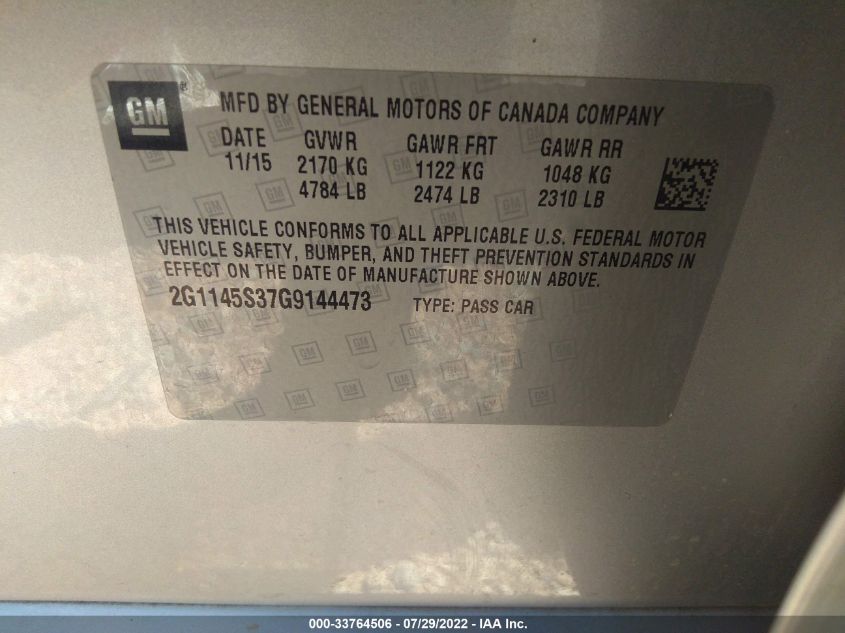 GM ®
MFD BY GENERAL MOTORS OF CANADA COMPANY
DATE GVWR GAWR FRT GAWR RR
11/15 2170 KG 1122 KG 1048 KG
4784 LB 2474 LB 2310 LB
THIS VEHICLE CONFORMS TO ALL APPLICABLE U.S. FEDERAL MOTOR
VEHICLE SAFETY, BUMPER, AND THEFT PREVENTION STANDARDS IN
EFFECT ON THE DATE OF MANUFACTURE SHOWN ABOVE.
2G1145S37G9144473 TYPE: PASS CAR
000-33764506 - 07/29/2022 - IAA Inc.